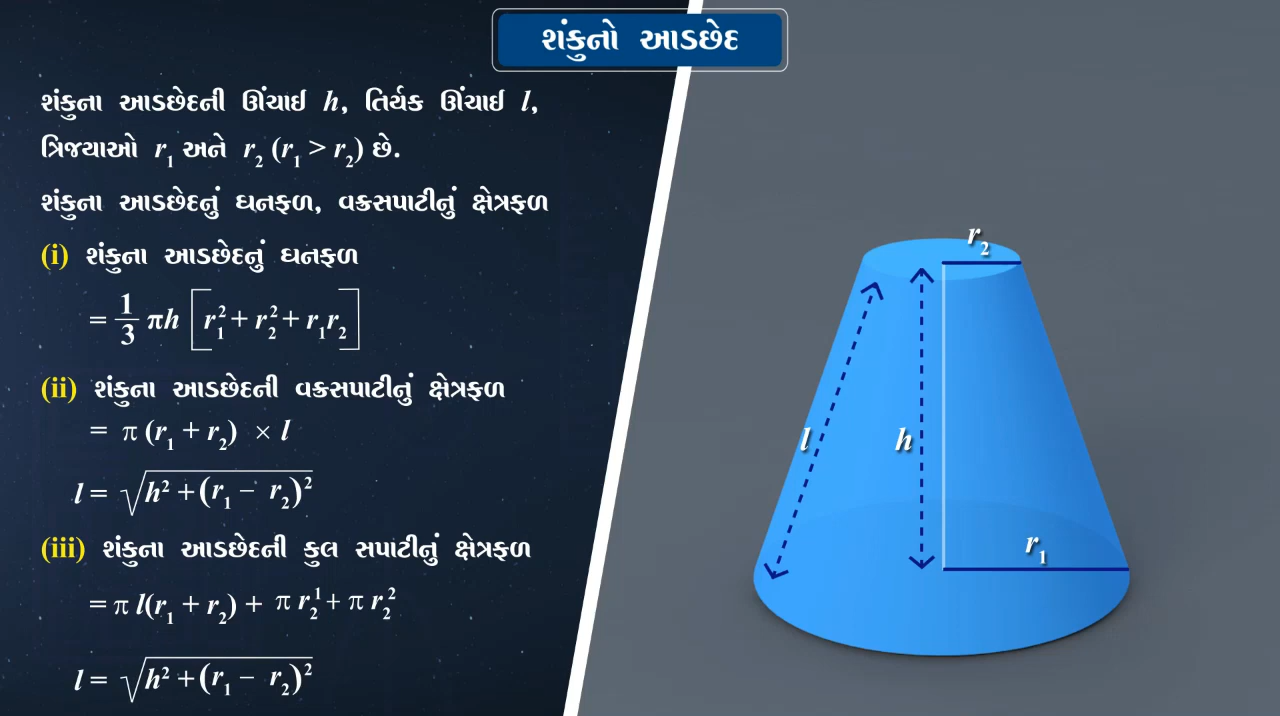 શંકુનો આડછેદ
શંકુના આડછેદની ઊંચાઈ h, તિર્યક ઊંચાઈ l,
ત્રિજ્યાઓ r₁ અને r₂ (r₁ > r₂) છે.
શંકુના આડછેદનું ઘનફળ, વક્રસપાટીનું ક્ષેત્રફળ
(i) શંકુના આડછેદનું ઘનફળ
= 1/3 πh [r₁² + r₂² + r₁r₂]
(ii) શંકુના આડછેદની વક્રસપાટીનું ક્ષેત્રફળ
= π (r₁ + r₂) × l
l = √(h² + (r₁ − r₂)²)
(iii) શંકુના આડછેદની કુલ સપાટીનું ક્ષેત્રફળ
= π l(r₁ + r₂) + π r₂¹ + π r₂²
l = √(h² + (r₁ − r₂)²)
r₂
l
h
r₁